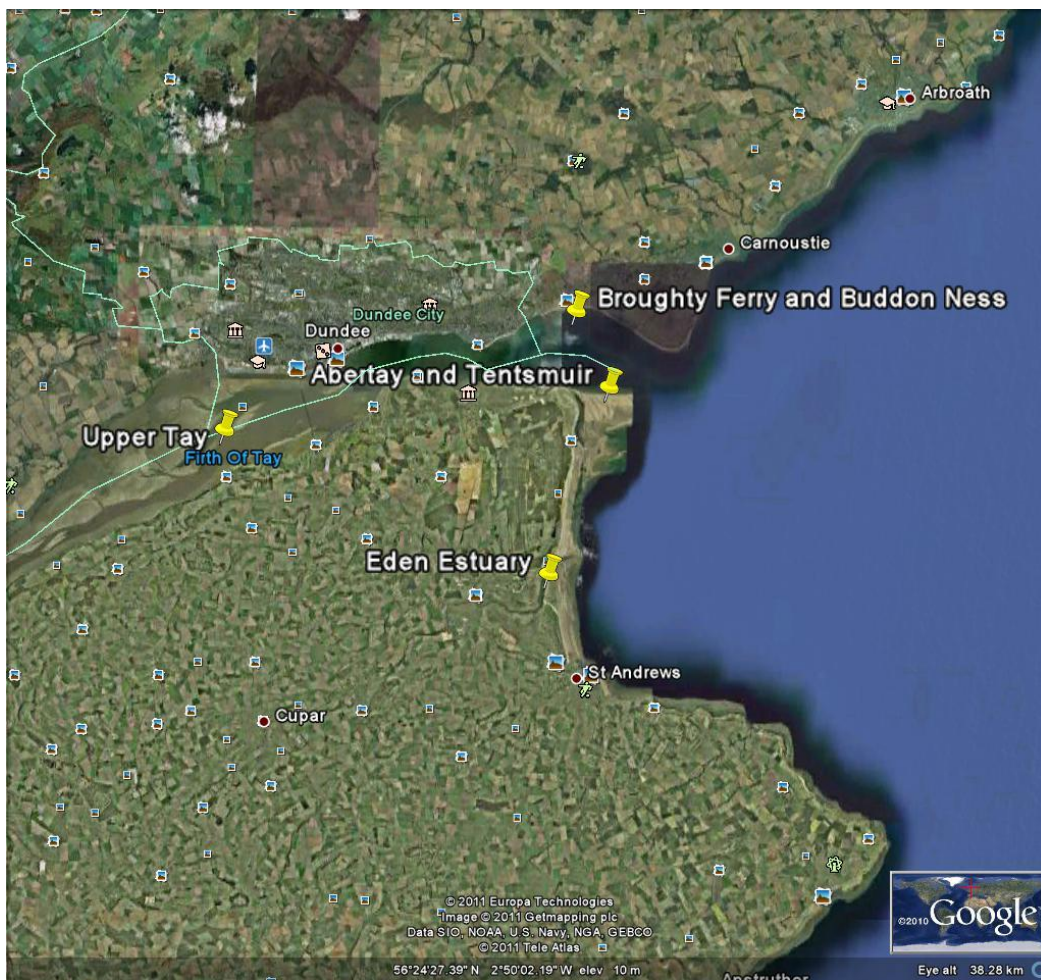 Arbroath
Carnoustie
Broughty Ferry and Buddon Ness
Dundee City
Dundee
Abertay and Tentsmuir
Upper Tay
Firth Of Tay
Eden Estuary
St Andrews
Cupar
© 2011 Europa Technologies
Image © 2011 Getmapping plc
Data SIO, NOAA, U.S. Navy, NGA, GEBCO
© 2011 Tele Atlas
©2010 Google
56°24'27.39" N 2°50'02.19" W elev 10 m
Anstruther
Eye alt 38.28 km